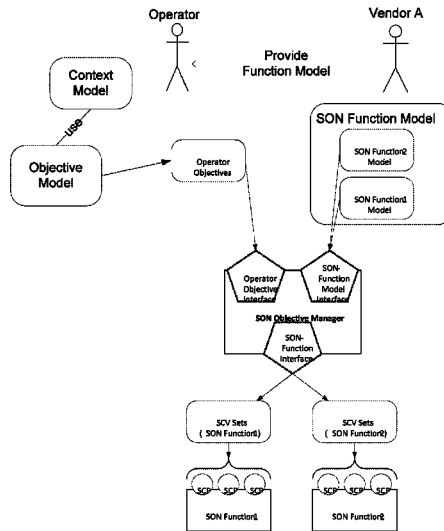 Operator
Vendor A
Context
Model
Provide
Function Model
use
Objective
Model
Operator
Objectives
SON Function Model
SON Function2
Model
SON Function1
Model
Operator
Objective
Interface
SON-
Function
Model
Interface
SON Objective Manager
SON-
Function
Interface
SCV Sets
( SON Function1)
SCV Sets
( SON Function2)
SCP
SCP
SCP
SCP
SCP
SCP
SON Function1
SON Function2